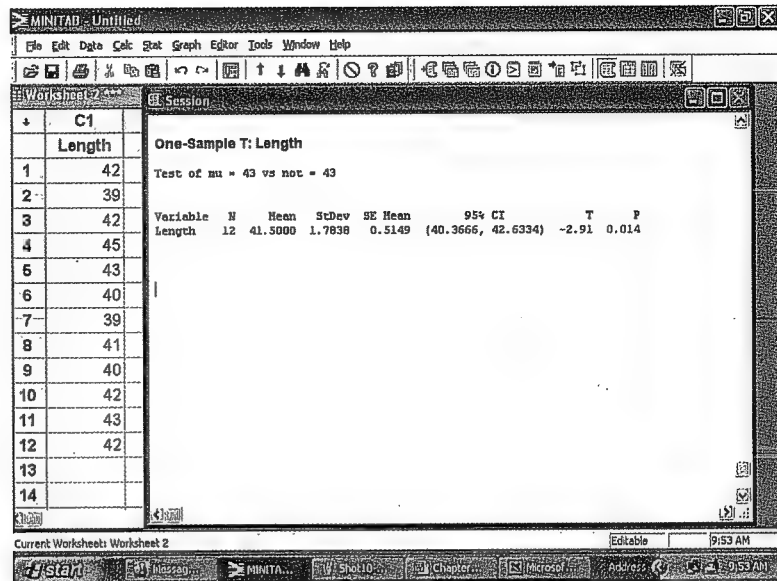 MINITAB - Untitled
File Edit Data Calc Stat Graph Editor Tools Window Help
Worksheet 2 ***
↓ C1
Length
1 42
2 39
3 42
4 45
5 43
6 40
7 39
8 41
9 40
10 42
11 43
12 42
13
14
Session
One-Sample T: Length
Test of mu = 43 vs not = 43
Variable N Mean StDev SE Mean 95% CI T P
Length 12 41.5000 1.7838 0.5149 (40.3666, 42.6334) -2.91 0.014
Current Worksheet: Worksheet 2
Editable 9:53 AM
start Messag... MINITA... Shot10... Chapter... Microsof... Address 9:53 AM